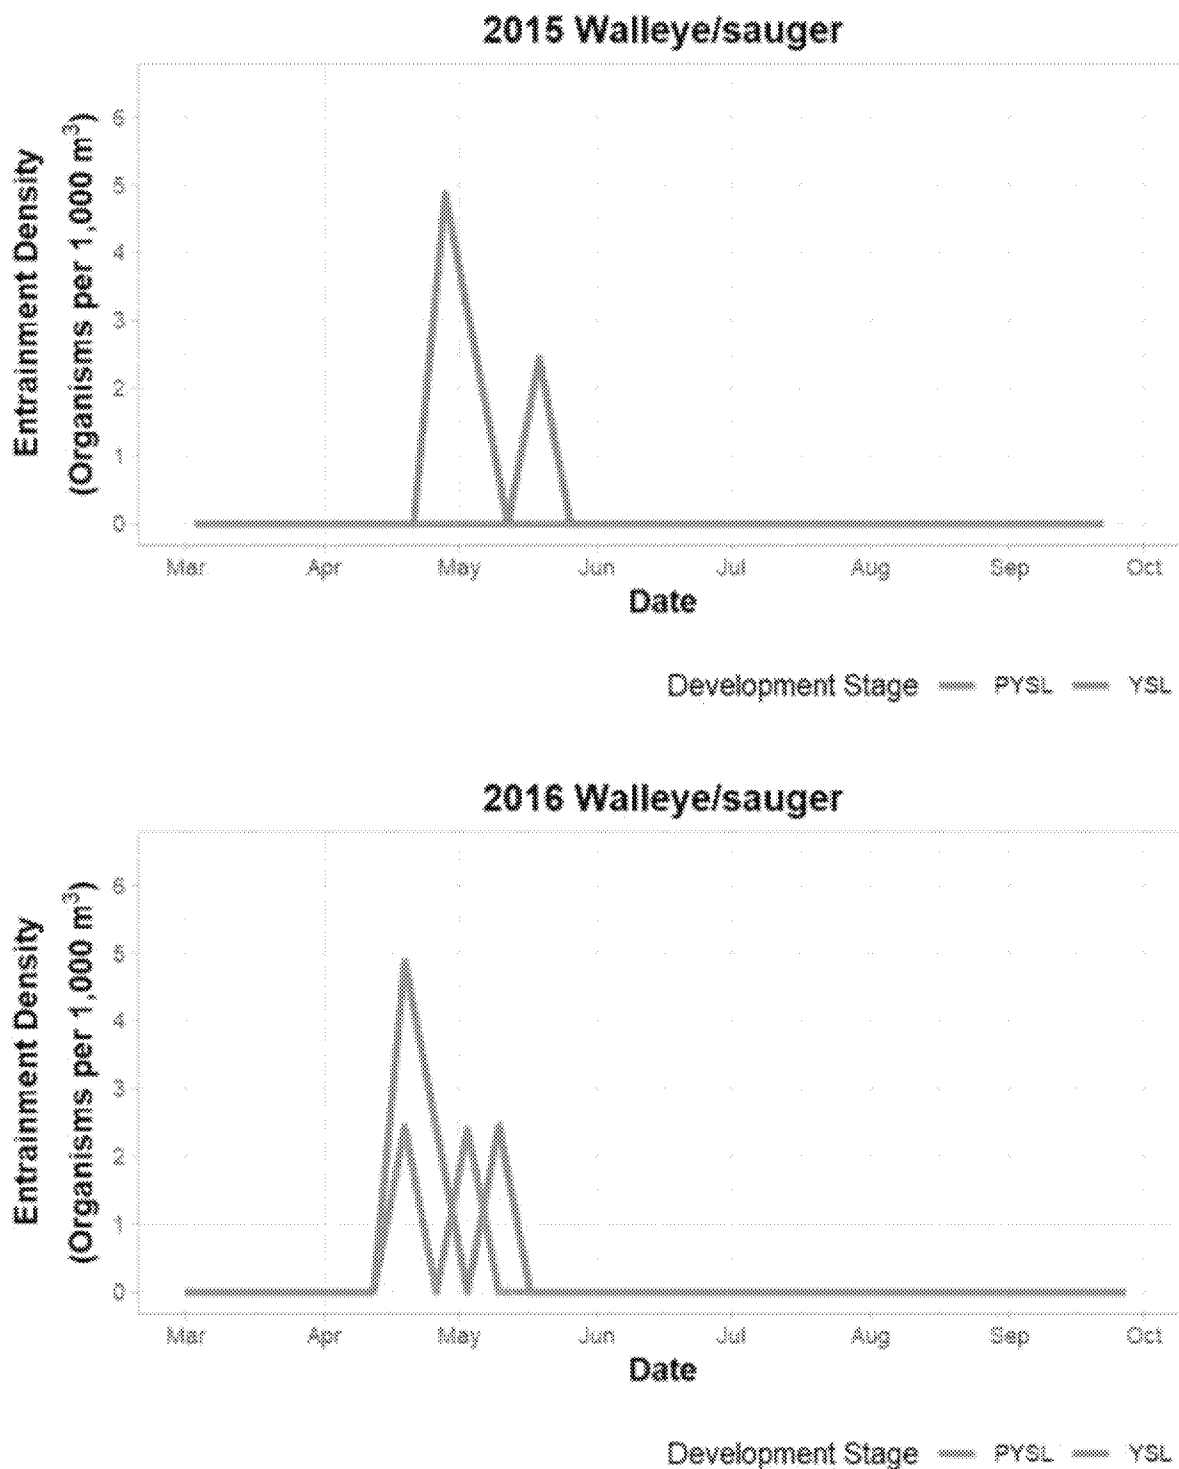 2015 Walleye/sauger
Entrainment Density
(Organisms per 1,000 m³)
6
5
4
3
2
1
0
Mar Apr May Jun Jul Aug Sep Oct
Date
Development Stage PYSL YSL
2016 Walleye/sauger
Entrainment Density
(Organisms per 1,000 m³)
6
5
4
3
2
1
0
Mar Apr May Jun Jul Aug Sep Oct
Date
Development Stage PYSL YSL